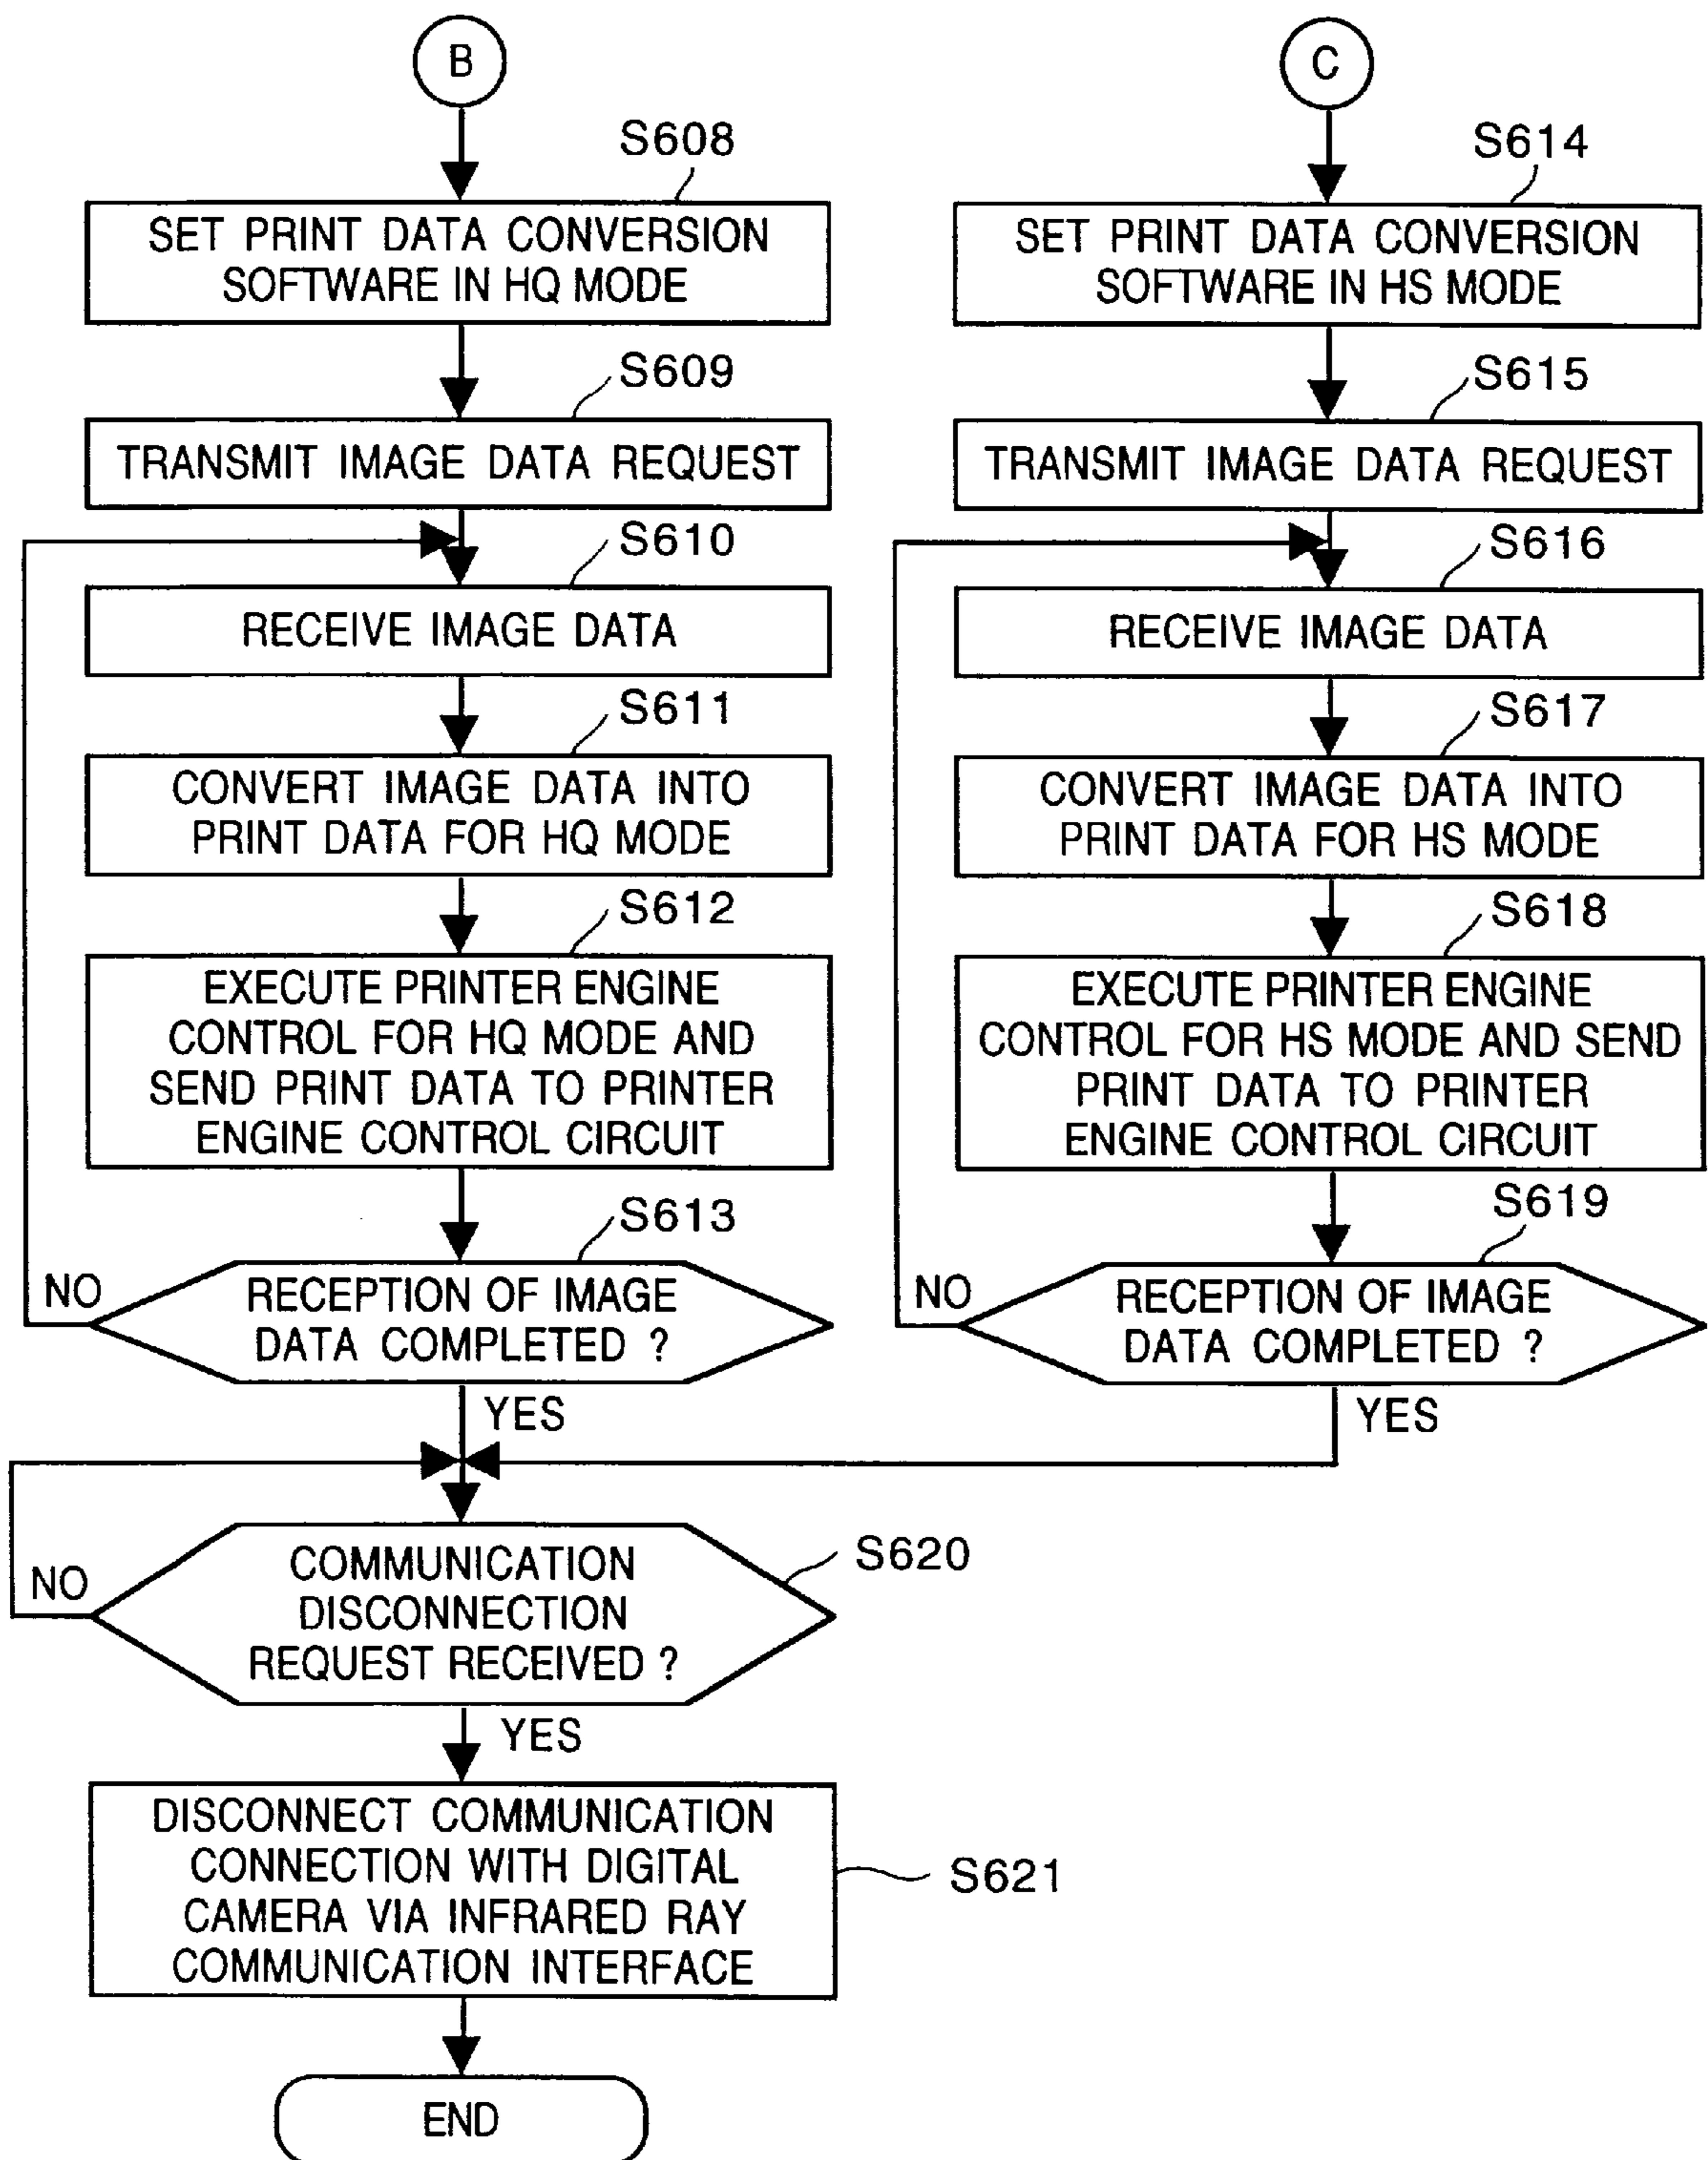 B
S608
SET PRINT DATA CONVERSION
SOFTWARE IN HQ MODE
S609
TRANSMIT IMAGE DATA REQUEST
S610
RECEIVE IMAGE DATA
S611
CONVERT IMAGE DATA INTO
PRINT DATA FOR HQ MODE
S612
EXECUTE PRINTER ENGINE
CONTROL FOR HQ MODE AND
SEND PRINT DATA TO PRINTER
ENGINE CONTROL CIRCUIT
S613
NO
RECEPTION OF IMAGE
DATA COMPLETED ?
YES
C
S614
SET PRINT DATA CONVERSION
SOFTWARE IN HS MODE
S615
TRANSMIT IMAGE DATA REQUEST
S616
RECEIVE IMAGE DATA
S617
CONVERT IMAGE DATA INTO
PRINT DATA FOR HS MODE
S618
EXECUTE PRINTER ENGINE
CONTROL FOR HS MODE AND SEND
PRINT DATA TO PRINTER
ENGINE CONTROL CIRCUIT
S619
NO
RECEPTION OF IMAGE
DATA COMPLETED ?
YES
S620
NO
COMMUNICATION
DISCONNECTION
REQUEST RECEIVED ?
YES
DISCONNECT COMMUNICATION
CONNECTION WITH DIGITAL
CAMERA VIA INFRARED RAY
COMMUNICATION INTERFACE
S621
END